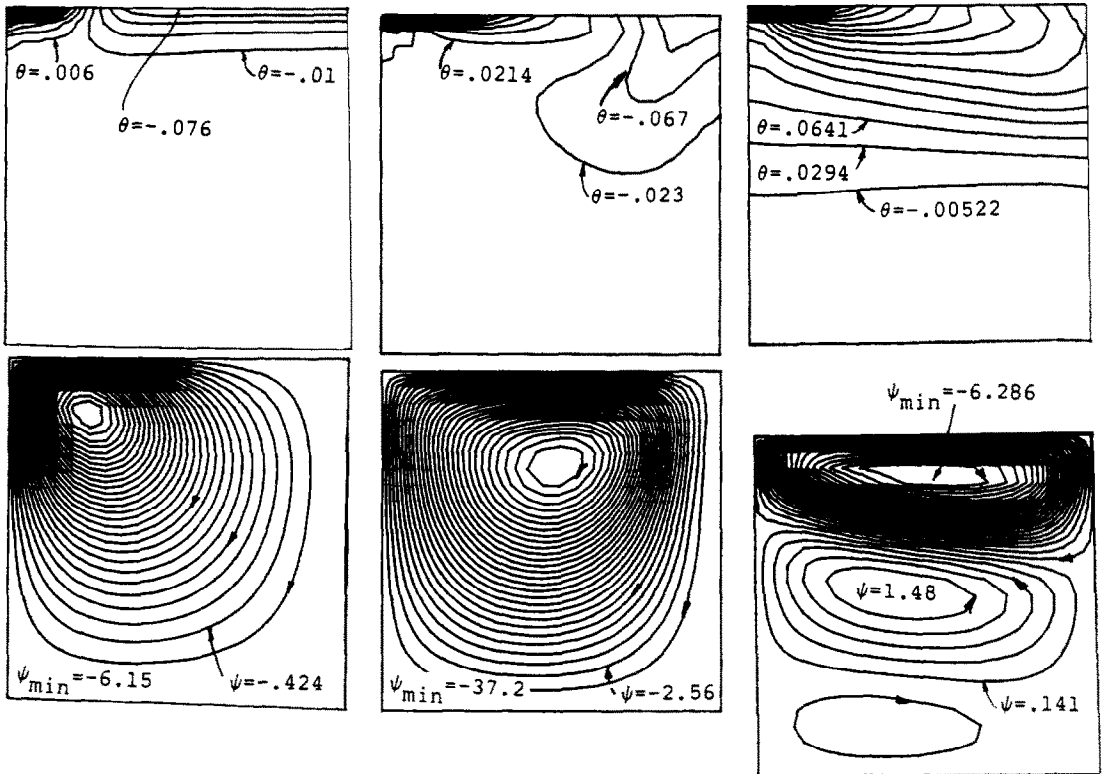 θ=.006
θ=-.01
θ=-.076
θ=.0214
θ=-.067
θ=-.023
θ=.0641
θ=.0294
θ=-.00522
ψmin=-6.15
ψ=-.424
ψmin=-37.2
ψ=-2.56
ψmin=-6.286
ψ=1.48
ψ=.141